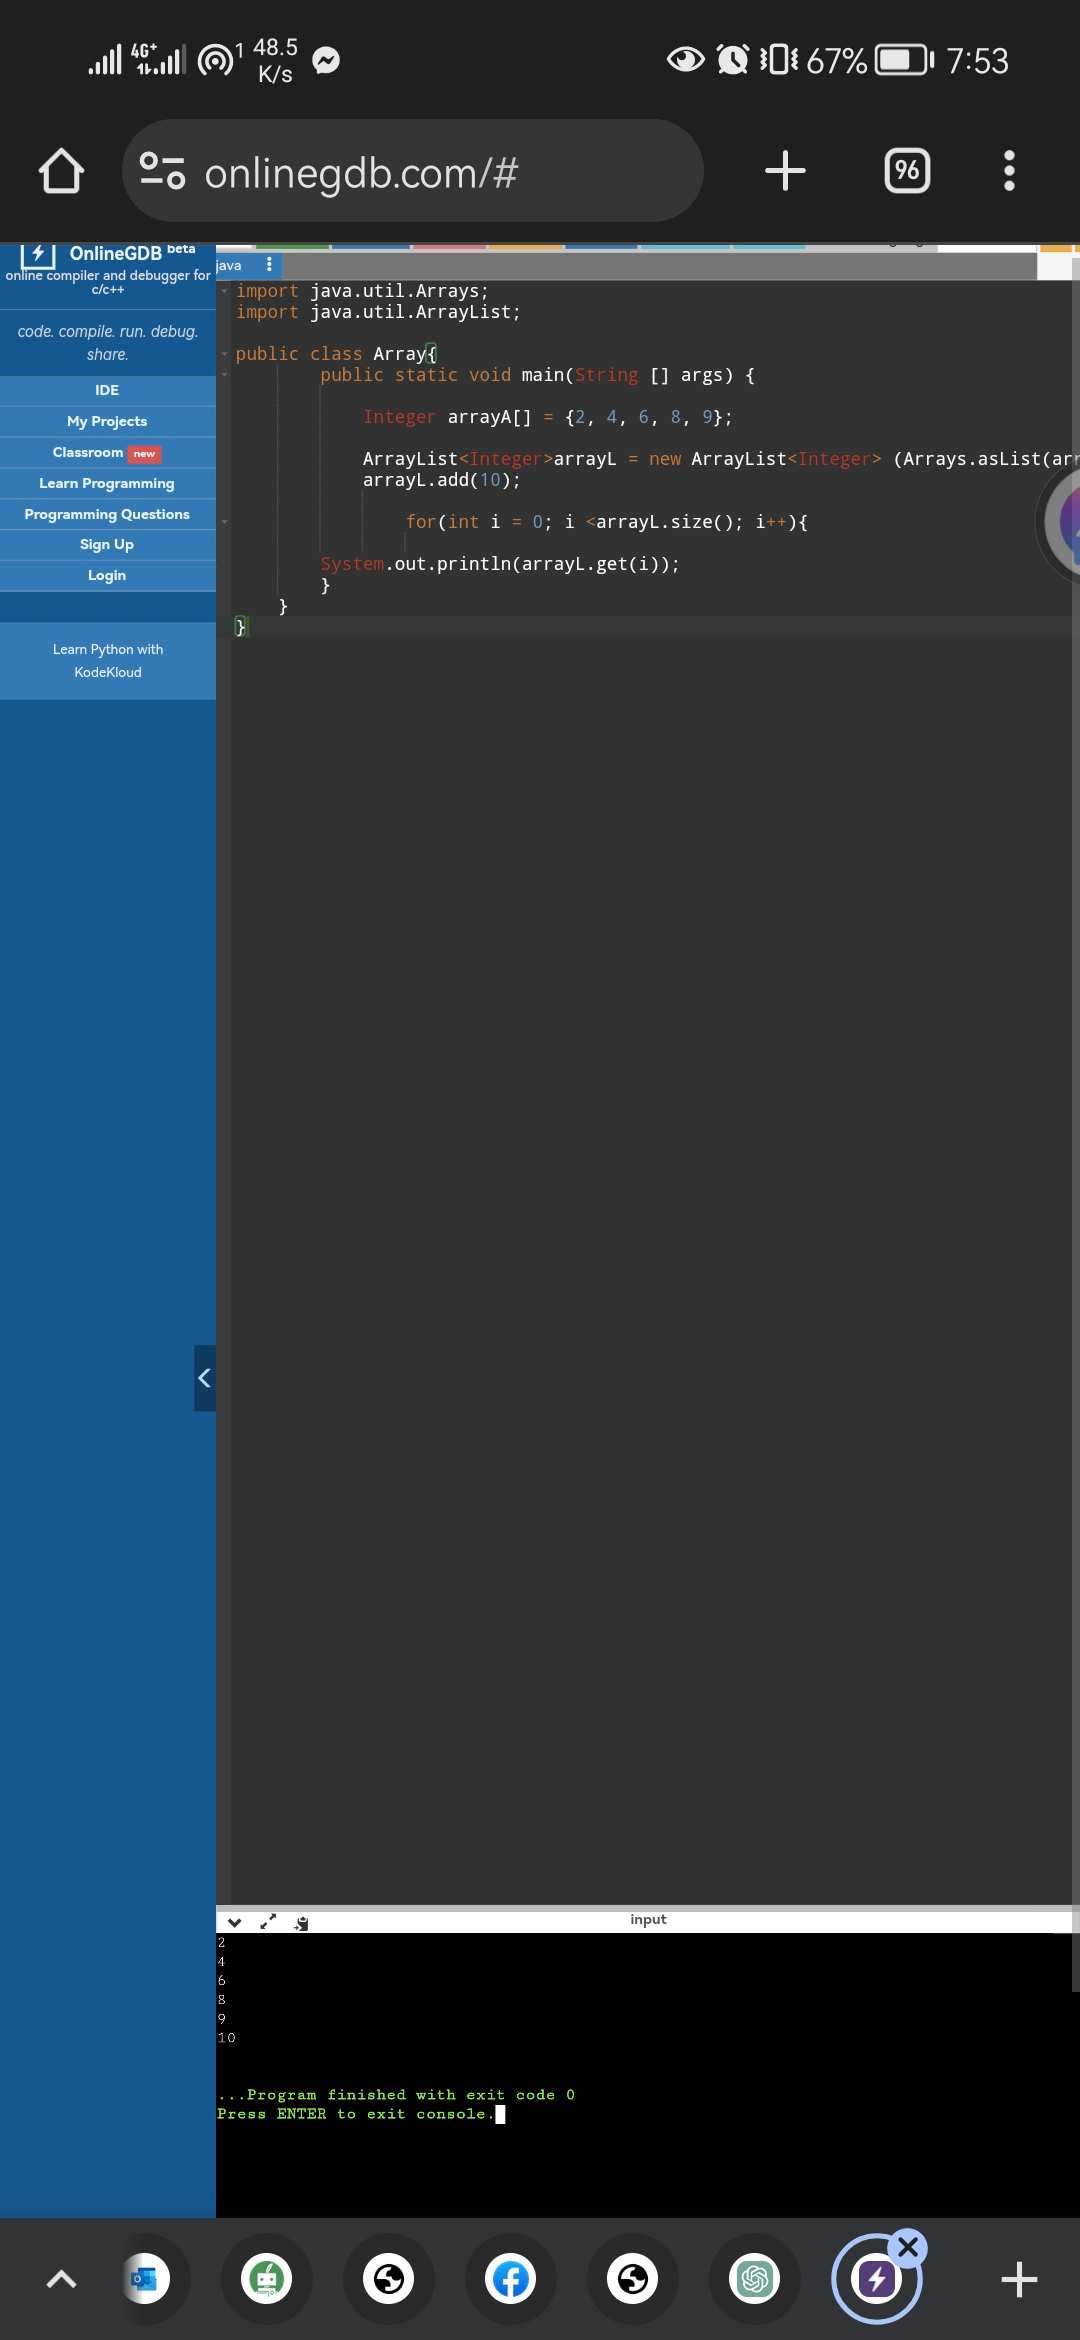 4G+ 1 48.5 K/s 67% 7:53
onlinegdb.com/# 96
OnlineGDB beta
online compiler and debugger for
c/c++
code. compile. run. debug.
share.
IDE
My Projects
Classroom new
Learn Programming
Programming Questions
Sign Up
Login
Learn Python with
KodeKloud
java
import java.util.Arrays;
import java.util.ArrayList;
public class Array{
public static void main(String [] args) {
Integer arrayA[] = {2, 4, 6, 8, 9};
ArrayList<Integer>arrayL = new ArrayList<Integer> (Arrays.asList(arr
arrayL.add(10);
for(int i = 0; i <arrayL.size(); i++){
System.out.println(arrayL.get(i));
}
}
}
input
2
4
6
8
9
10
...Program finished with exit code 0
Press ENTER to exit console.